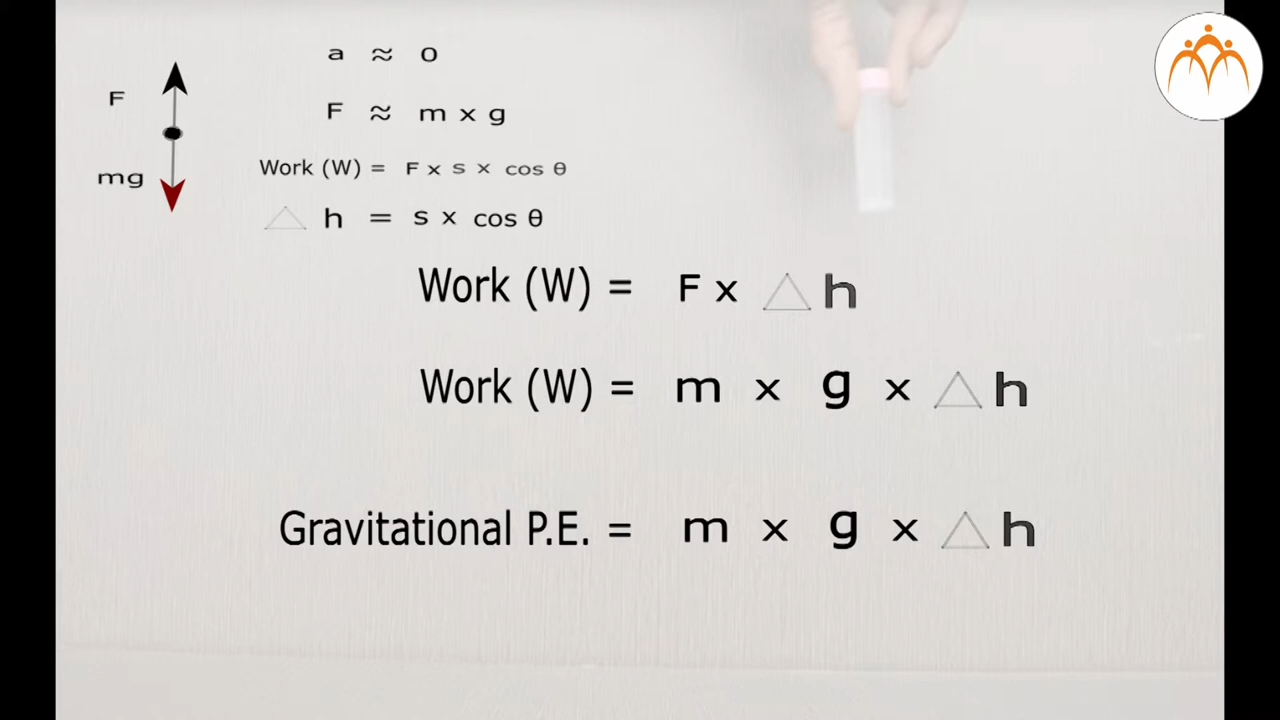 F
mg
a ≈ 0
F ≈ m x g
Work (W) = F x s x cos θ
△ h = s x cos θ
Work (W) = F x △ h
Work (W) = m x g x △ h
Gravitational P.E. = m x g x △ h